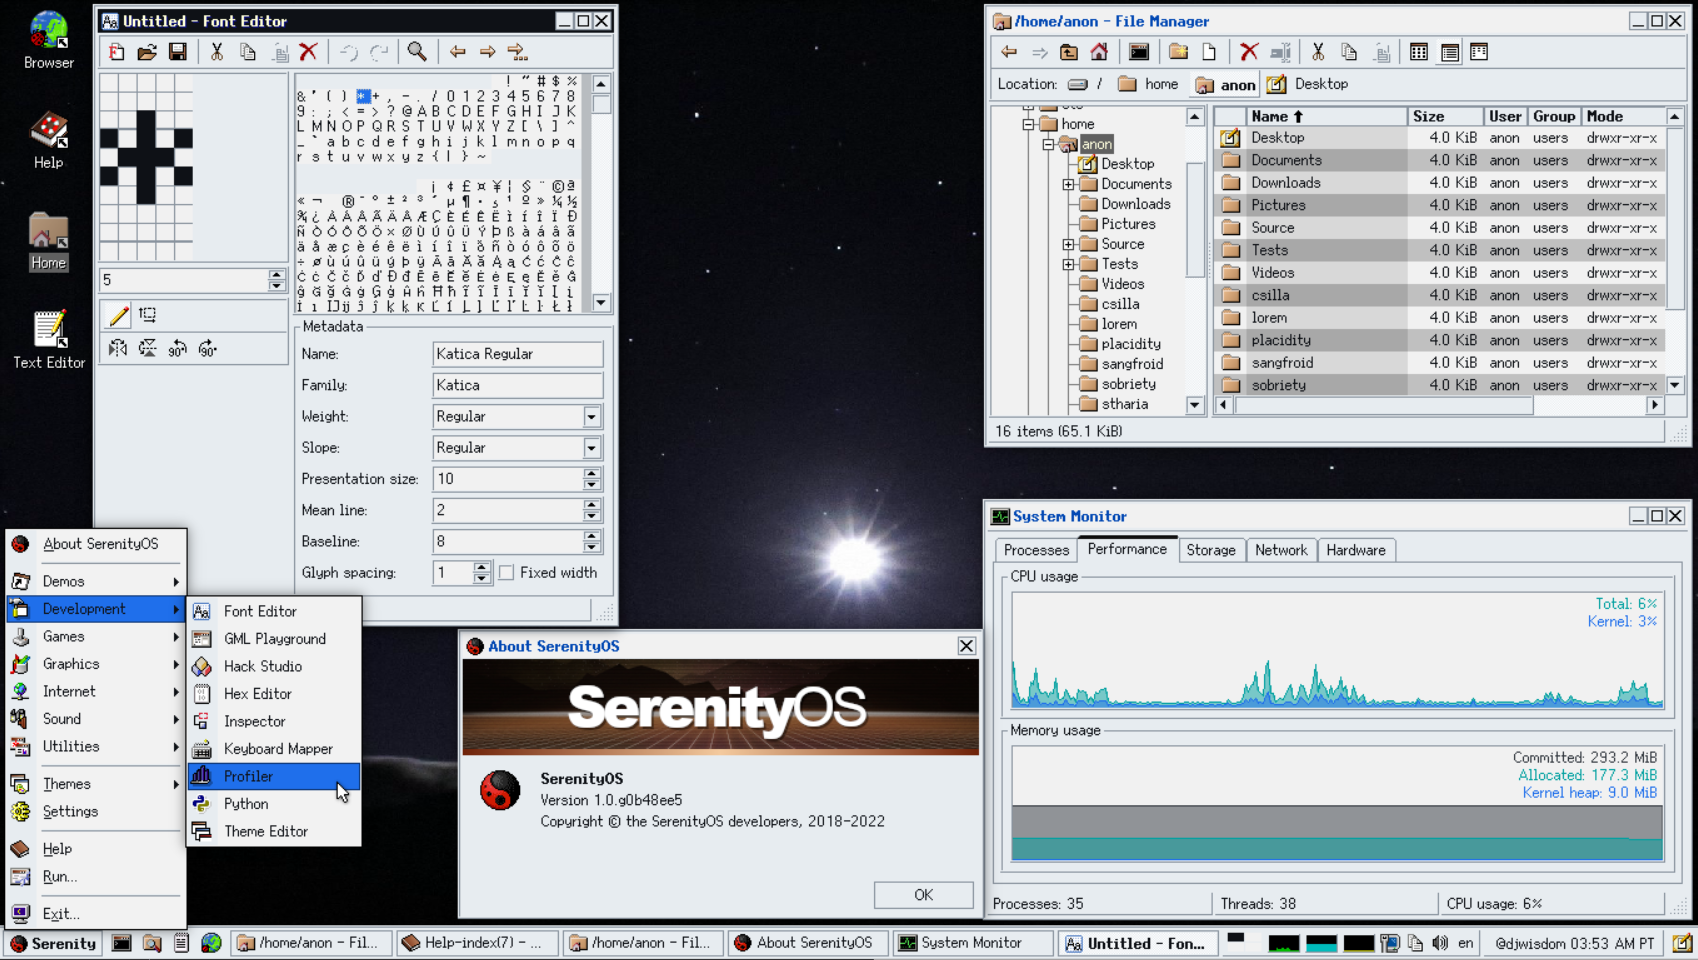 Browser
Help
Home
Text Editor
Untitled - Font Editor
! " # $ %
& ' ( ) * + , - . / 0 1 2 3 4 5 6 7 8
9 : ; < = > ? @ A B C D E F G H I J K
L M N O P Q R S T U V W X Y Z [ \ ] ^
_ ` a b c d e f g h i j k l m n o p q
r s t u v w x y z { | } ~
5
Metadata
Name: Katica Regular
Family: Katica
Weight: Regular
Slope: Regular
Presentation size: 10
Mean line: 2
Baseline: 8
Glyph spacing: 1 Fixed width
/home/anon - File Manager
Location: / home anon Desktop
home
anon
Desktop
Documents
Downloads
Pictures
Source
Tests
Videos
csilla
lorem
placidity
sangfroid
sobriety
stharia
Name Size User Group Mode
Desktop 4.0 KiB anon users drwxr-xr-x
Documents 4.0 KiB anon users drwxr-xr-x
Downloads 4.0 KiB anon users drwxr-xr-x
Pictures 4.0 KiB anon users drwxr-xr-x
Source 4.0 KiB anon users drwxr-xr-x
Tests 4.0 KiB anon users drwxr-xr-x
Videos 4.0 KiB anon users drwxr-xr-x
csilla 4.0 KiB anon users drwxr-xr-x
lorem 4.0 KiB anon users drwxr-xr-x
placidity 4.0 KiB anon users drwxr-xr-x
sangfroid 4.0 KiB anon users drwxr-xr-x
sobriety 4.0 KiB anon users drwxr-xr-x
16 items (65.1 KiB)
About SerenityOS
Demos
Development
Games
Graphics
Internet
Sound
Utilities
Themes
Settings
Help
Run...
Exit...
Font Editor
GML Playground
Hack Studio
Hex Editor
Inspector
Keyboard Mapper
Profiler
Python
Theme Editor
About SerenityOS
SerenityOS
SerenityOS
Version 1.0.g0b48ee5
Copyright © the SerenityOS developers, 2018-2022
OK
System Monitor
Processes Performance Storage Network Hardware
CPU usage
Total: 6%
Kernel: 3%
Memory usage
Committed: 293.2 MiB
Allocated: 177.3 MiB
Kernel heap: 9.0 MiB
Processes: 35 Threads: 38 CPU usage: 6%
Serenity /home/anon - Fil... Help-index(7) - ... /home/anon - Fil... About SerenityOS System Monitor Untitled - Fon... en @djwisdom 03:53 AM PT